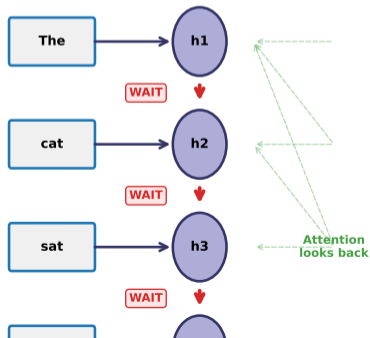 The
h1
WAIT
cat
h2
WAIT
sat
h3
Attention
looks back
WAIT